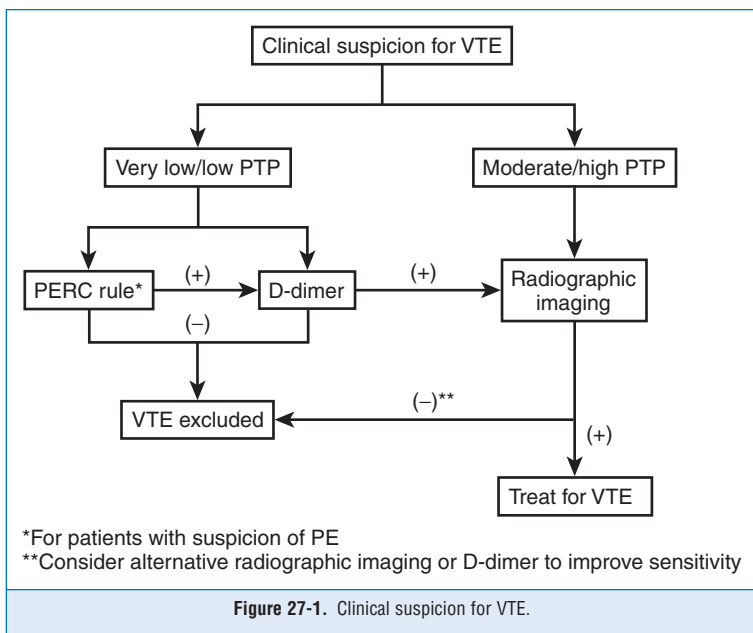 Clinical suspicion for VTE
Very low/low PTP
Moderate/high PTP
PERC rule*
(+)
D-dimer
(+)
Radiographic
imaging
(–)
VTE excluded
(–)**
(+)
Treat for VTE
*For patients with suspicion of PE
**Consider alternative radiographic imaging or D-dimer to improve sensitivity
Figure 27-1. Clinical suspicion for VTE.